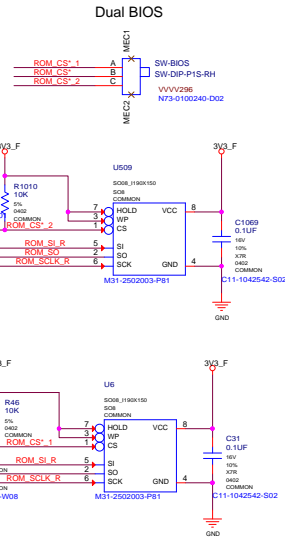 Dual BIOS
MEC1
ROM_CS*_1 A SW-BIOS
ROM_CS* B SW-DIP-P1S-RH
ROM_CS*_2 C
VVVV296
N73-0100240-D02
MEC2
3V3_F 3V3_F
U509
R1010
10K
5%
0402
COMMON
SO08_I190X150
SO8
COMMON
ROM_CS*_2
7 HOLD VCC 8
3 WP
1 CS
C1069
0.1UF
16V
10%
X7R
0402
COMMON
C11-1042542-S02
ROM_SI_R 5 SI
ROM_SO 2 SO
ROM_SCLK_R 6 SCK GND 4
M31-2502003-P81
GND
_F 3V3_F
U6
R46
10K
5%
0402
COMMON
SO08_I190X150
SO8
COMMON
ROM_CS*_1
7 HOLD VCC 8
3 WP
1 CS
C31
0.1UF
16V
10%
X7R
0402
COMMON
C11-1042542-S02
ROM_SI_R 5 SI
ON 2 SO
ROM_SCLK_R 6 SCK GND 4
-W08 M31-2502003-P81
GND